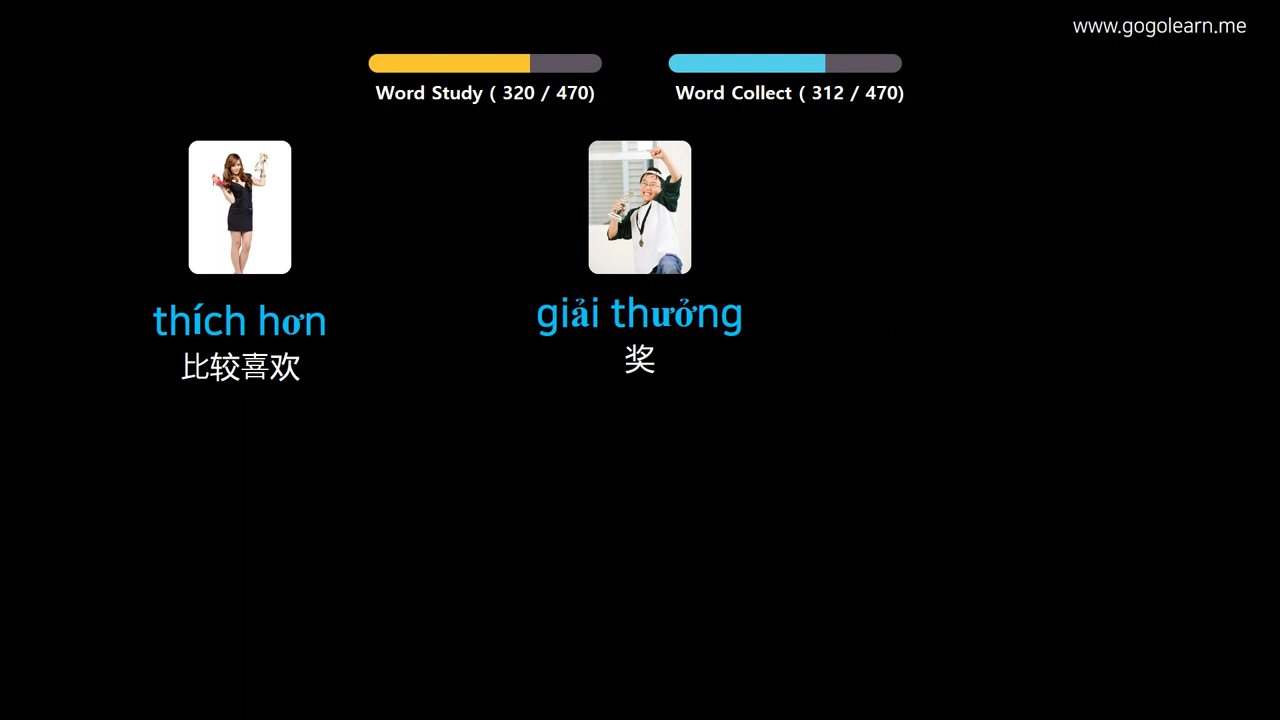 www.gogolearn.me
Word Study ( 320 / 470)
Word Collect ( 312 / 470)
thích hơn
比较喜欢
giải thưởng
奖